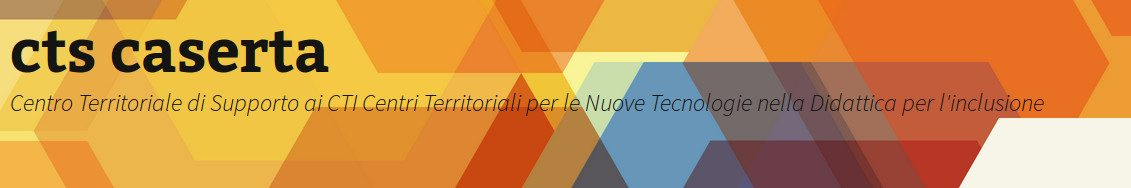 cts caserta
Centro Territoriale di Supporto ai CTI Centri Territoriali per le Nuove Tecnologie nella Didattica per l'inclusione